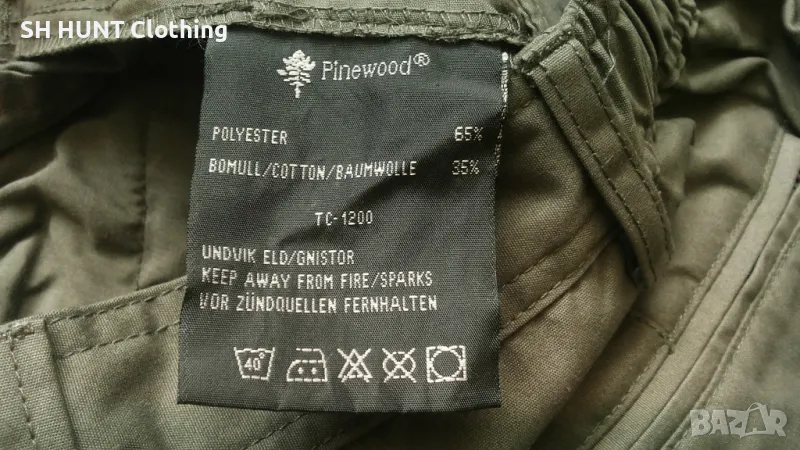 SH HUNT Clothing
Pinewood®
POLYESTER 65%
BOMULL/COTTON/BAUMWOLLE 35%
TC-1200
UNDVIK ELD/GNISTOR
KEEP AWAY FROM FIRE/SPARKS
VOR ZÜNDQUELLEN FERNHALTEN
40°
BAZAR